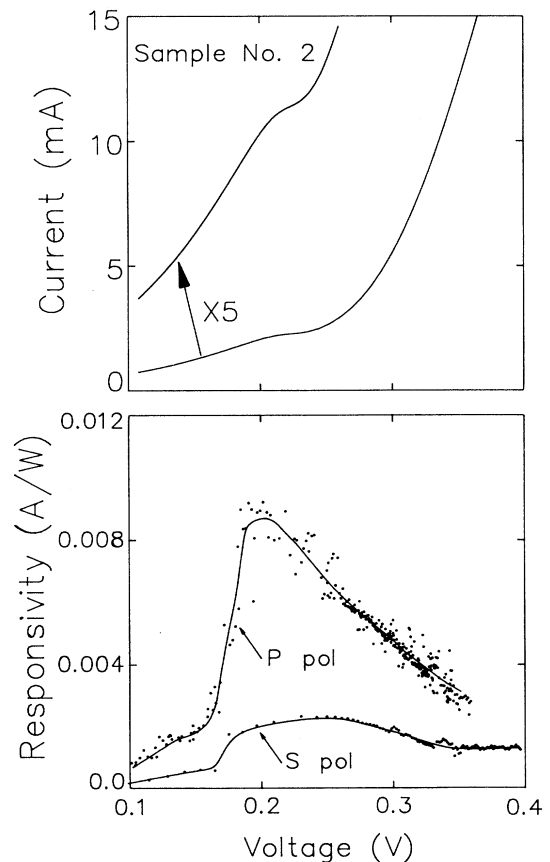 15
Sample No. 2
10
5
0
X5
Current (mA)
0.012
0.008
0.004
0.0
P pol
S pol
Responsivity (A/W)
0.1
0.2
0.3
0.4
Voltage (V)